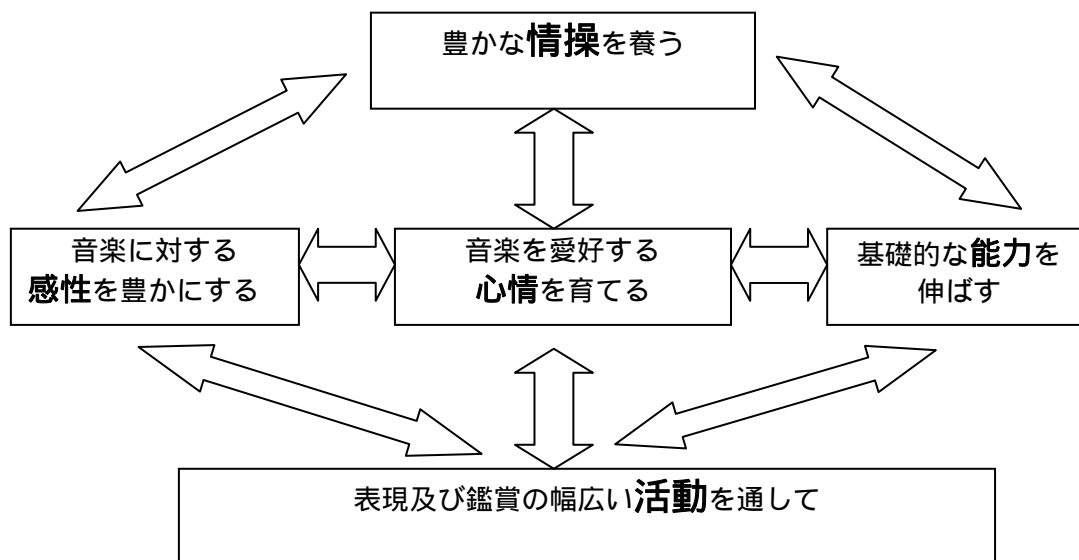 豊かな情操を養う
音楽に対する
感性を豊かにする
音楽を愛好する
心情を育てる
基礎的な能力を
伸ばす
表現及び鑑賞の幅広い活動を通して